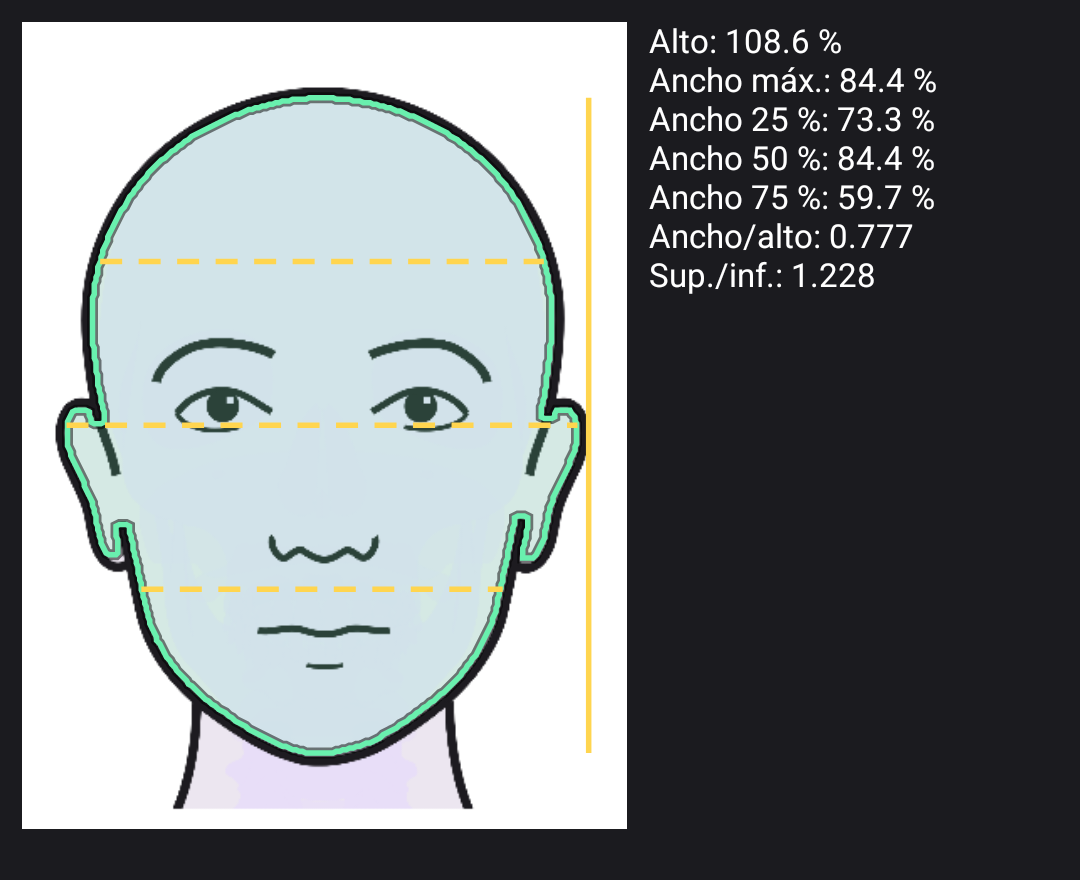 Alto: 108.6 %
Ancho máx.: 84.4 %
Ancho 25 %: 73.3 %
Ancho 50 %: 84.4 %
Ancho 75 %: 59.7 %
Ancho/alto: 0.777
Sup./inf.: 1.228